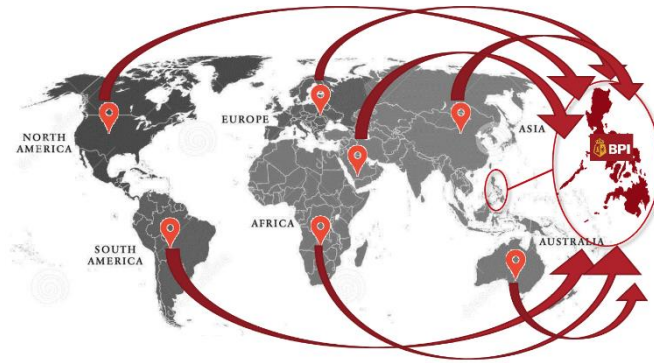 NORTH
AMERICA
EUROPE
ASIA
BPI
AFRICA
SOUTH
AMERICA
AUSTRALIA